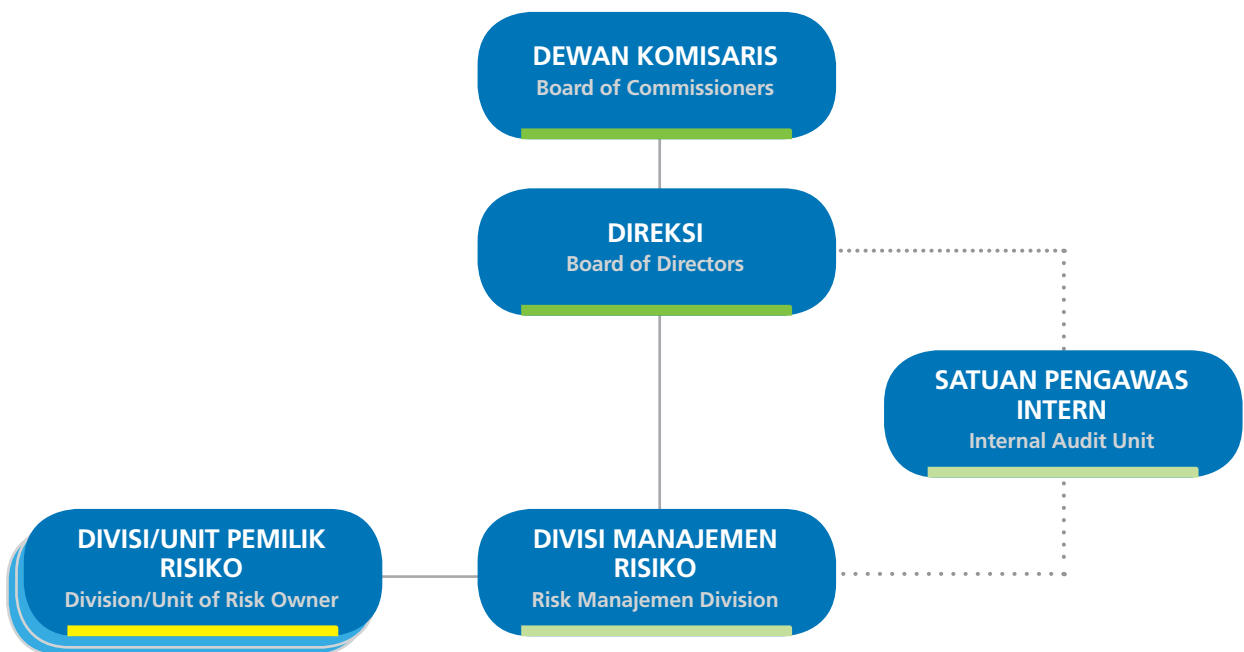 DEWAN KOMISARIS
Board of Commissioners
DIREKSI
Board of Directors
SATUAN PENGAWAS
INTERN
Internal Audit Unit
DIVISI/UNIT PEMILIK
RISIKO
Division/Unit of Risk Owner
DIVISI MANAJEMEN
RISIKO
Risk Manajemen Division